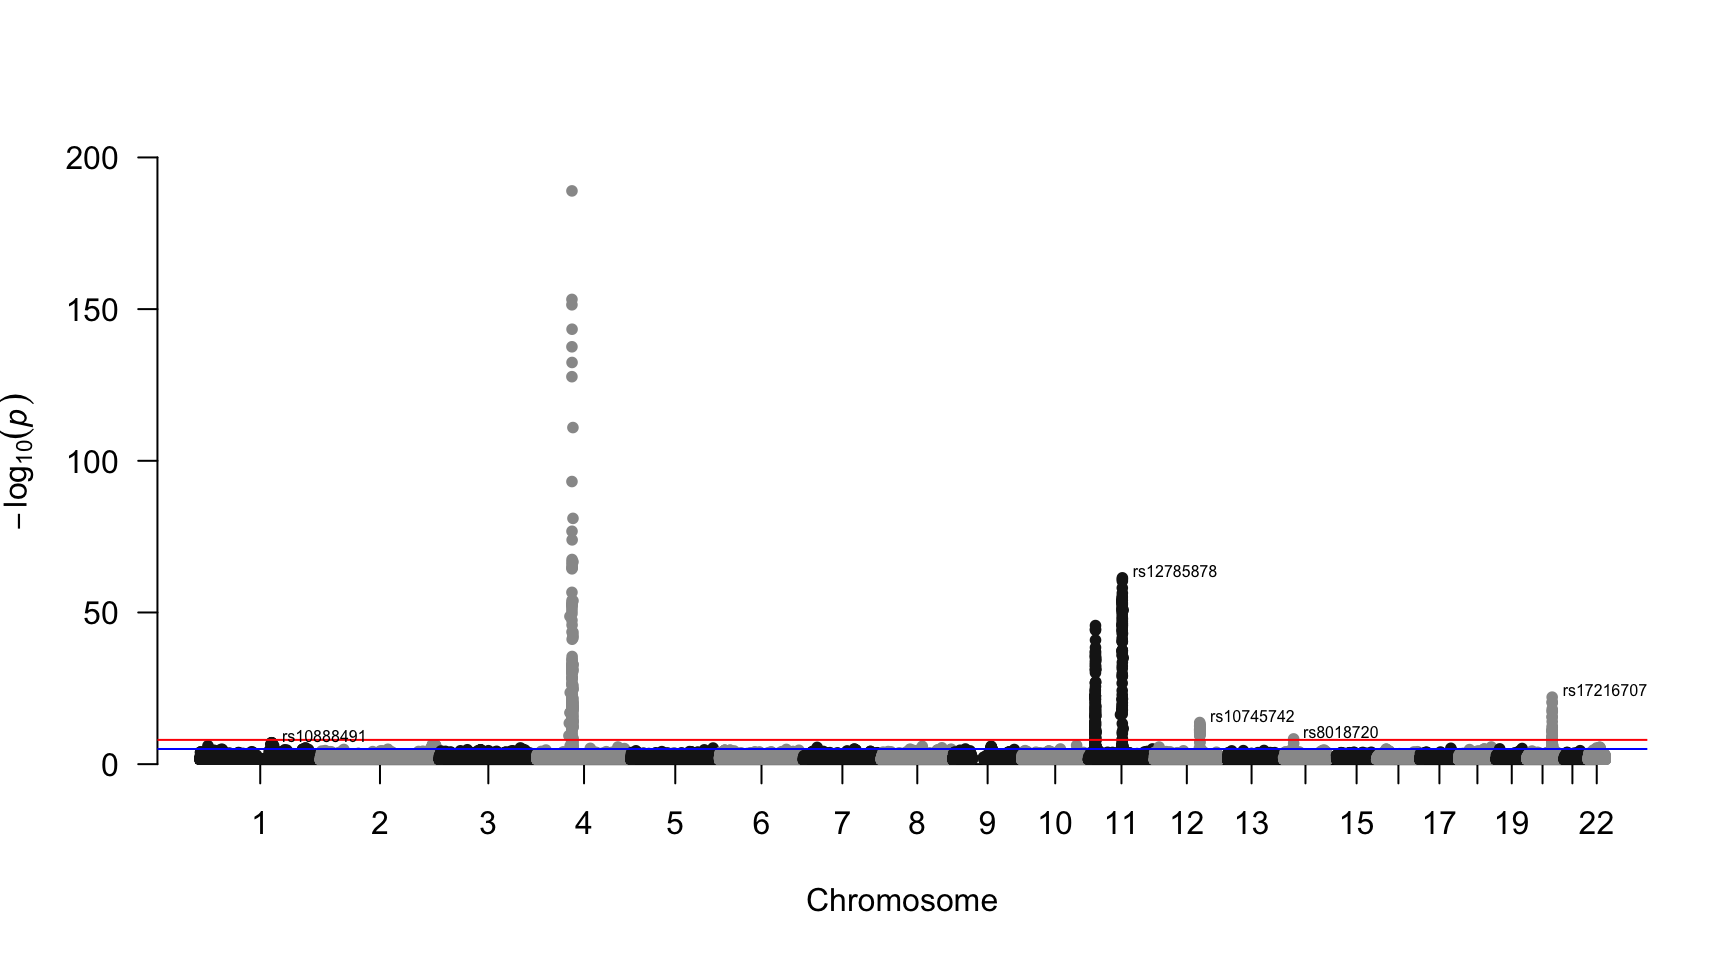 200
150
100
50
0
− log10(p)
rs12785878
rs17216707
rs10745742
rs8018720
rs10888491
1 2 3 4 5 6 7 8 9 10 11 12 13 15 17 19 22
Chromosome